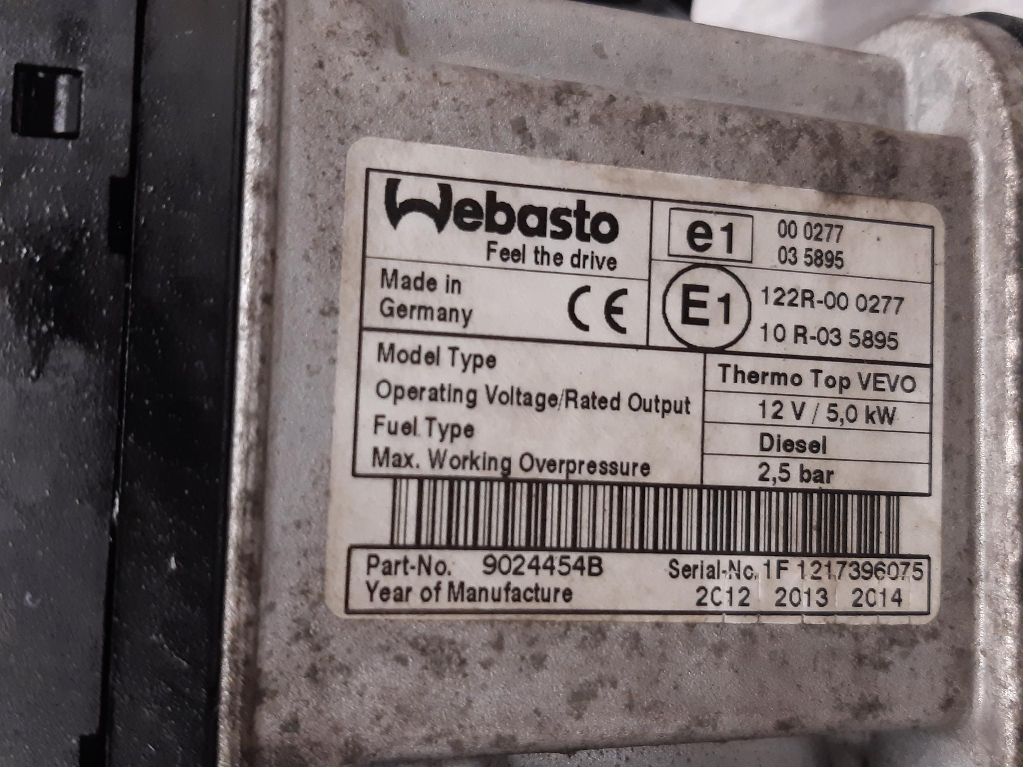 Webasto
Feel the drive
e1 00 0277
03 5895
Made in
Germany
CE
E1 122R-00 0277
10 R-03 5895
Model Type Thermo Top VEVO
Operating Voltage/Rated Output 12 V / 5,0 kW
Fuel Type Diesel
Max. Working Overpressure 2,5 bar
Part-No. 9024454B Serial-No. 1F 1217396075
Year of Manufacture 2012 2013 2014